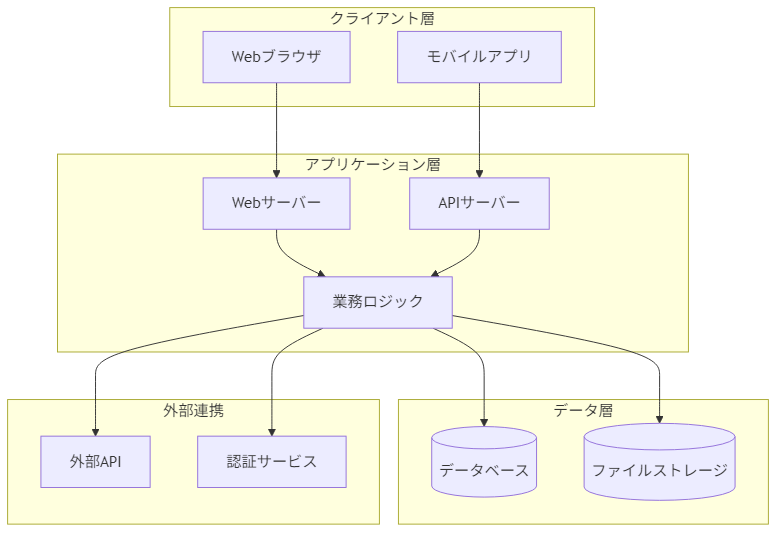 クライアント層
Webブラウザ
モバイルアプリ
アプリケーション層
Webサーバー
APIサーバー
業務ロジック
外部連携
データ層
外部API
認証サービス
データベース
ファイルストレージ